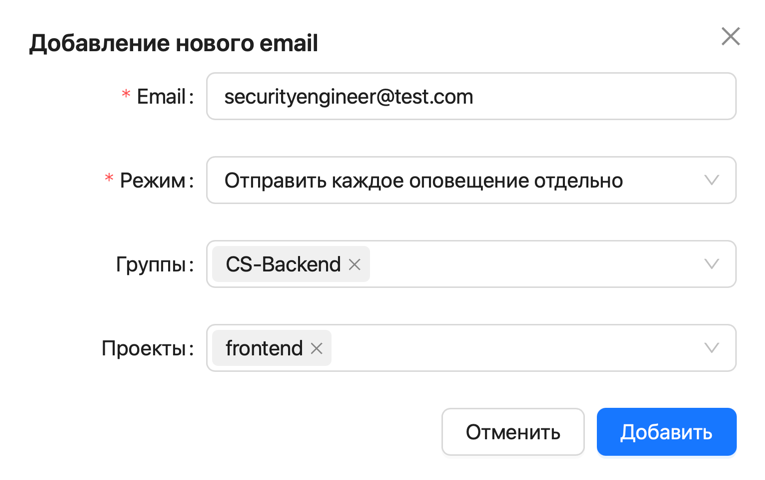 Добавление нового email
* Email: securityengineer@test.com
* Режим: Отправить каждое оповещение отдельно
Группы: CS-Backend
Проекты: frontend
Отменить Добавить